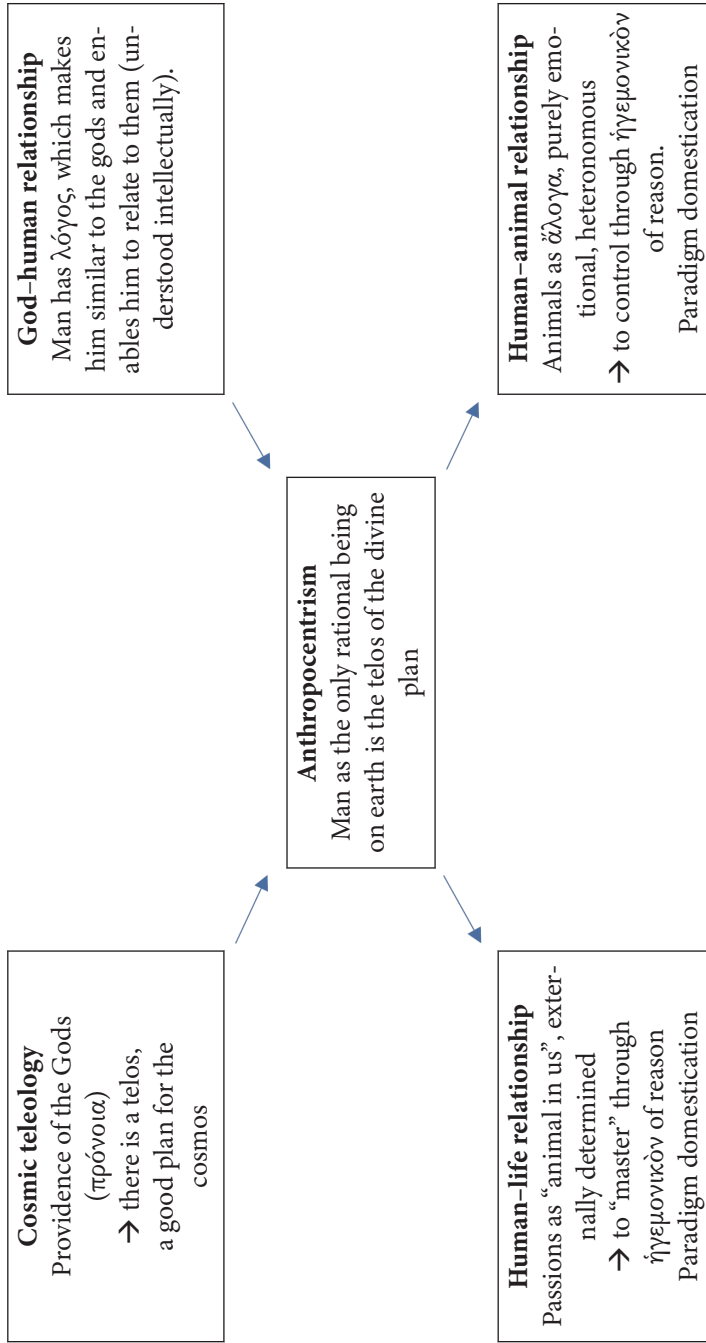 Cosmic teleology
Providence of the Gods
(πρόνοια)
→ there is a telos,
a good plan for the
cosmos
God–human relationship
Man has λόγος, which makes
him similar to the gods and en-
ables him to relate to them (un-
derstood intellectually).
Anthropocentrism
Man as the only rational being
on earth is the telos of the divine
plan
Human–life relationship
Passions as “animal in us”, exter-
nally determined
→ to “master” through
ἡγεμονικὸν of reason
Paradigm domestication
Human–animal relationship
Animals as ἄλογα, purely emo-
tional, heteronomous
→ to control through ἡγεμονικὸν
of reason.
Paradigm domestication